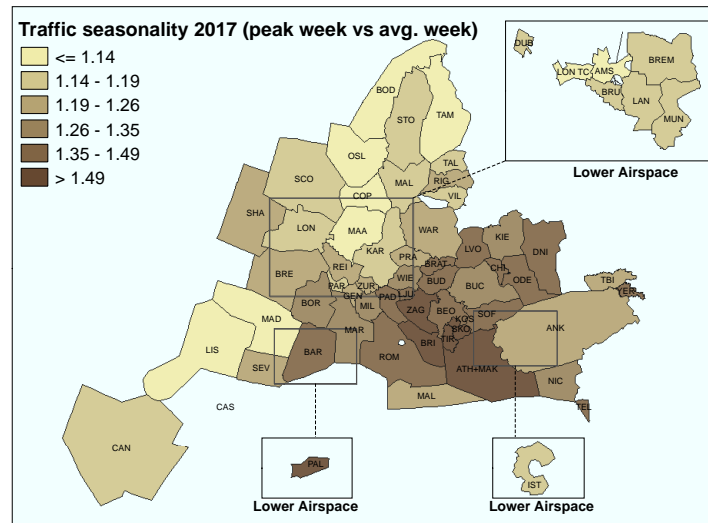 Traffic seasonality 2017 (peak week vs avg. week)
<= 1.14
1.14 - 1.19
1.19 - 1.26
1.26 - 1.35
1.35 - 1.49
> 1.49
DUB
LON TC
AMS
BREM
BRU
LAN
MUN
Lower Airspace
BOD
STO
TAM
OSL
TAL
SCO
COP
MAL
RIG
VIL
SHA
LON
MAA
WAR
KIE
KAR
LVO
DNI
BRE
REI
PRA
BRAT
CHI
PAR
ZUR
WIE
BUD
BUC
ODE
TBI
YER
BOR
GEN
MIL
PAD
LJU
ZAG
BEO
SOF
MAD
MAR
KOS
SKO
ANK
LIS
BAR
BRI
TIR
SEV
ROM
ATH+MAK
NIC
MAL
CAS
TEL
CAN
PAL
Lower Airspace
IST
Lower Airspace